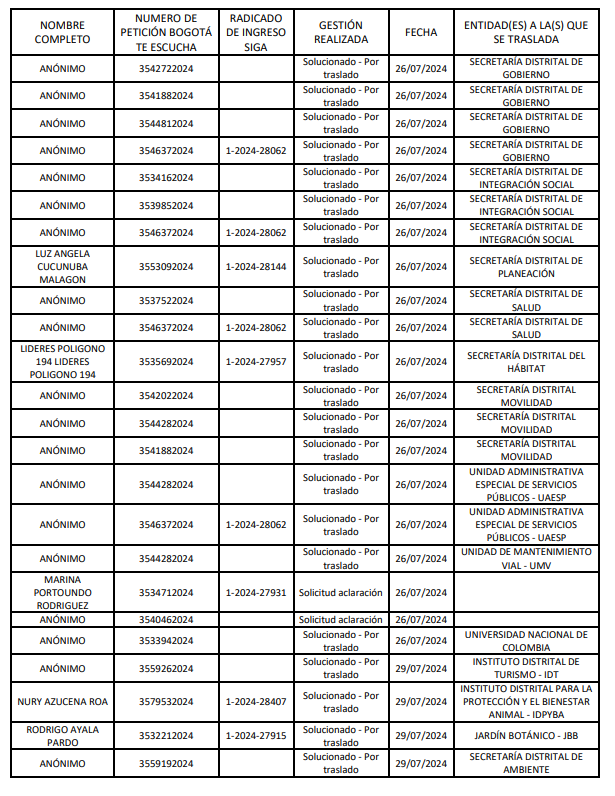 NOMBRE COMPLETO | NUMERO DE PETICIÓN BOGOTÁ TE ESCUCHA | RADICADO DE INGRESO SIGA | GESTIÓN REALIZADA | FECHA | ENTIDAD(ES) A LA(S) QUE SE TRASLADA
ANÓNIMO | 3542722024 | | Solucionado - Por traslado | 26/07/2024 | SECRETARÍA DISTRITAL DE GOBIERNO
ANÓNIMO | 3541882024 | | Solucionado - Por traslado | 26/07/2024 | SECRETARÍA DISTRITAL DE GOBIERNO
ANÓNIMO | 3544812024 | | Solucionado - Por traslado | 26/07/2024 | SECRETARÍA DISTRITAL DE GOBIERNO
ANÓNIMO | 3546372024 | 1-2024-28062 | Solucionado - Por traslado | 26/07/2024 | SECRETARÍA DISTRITAL DE GOBIERNO
ANÓNIMO | 3534162024 | | Solucionado - Por traslado | 26/07/2024 | SECRETARÍA DISTRITAL DE INTEGRACIÓN SOCIAL
ANÓNIMO | 3539852024 | | Solucionado - Por traslado | 26/07/2024 | SECRETARÍA DISTRITAL DE INTEGRACIÓN SOCIAL
ANÓNIMO | 3546372024 | 1-2024-28062 | Solucionado - Por traslado | 26/07/2024 | SECRETARÍA DISTRITAL DE INTEGRACIÓN SOCIAL
LUZ ANGELA CUCUNUBA MALAGON | 3553092024 | 1-2024-28144 | Solucionado - Por traslado | 26/07/2024 | SECRETARÍA DISTRITAL DE PLANEACIÓN
ANÓNIMO | 3537522024 | | Solucionado - Por traslado | 26/07/2024 | SECRETARÍA DISTRITAL DE SALUD
ANÓNIMO | 3546372024 | 1-2024-28062 | Solucionado - Por traslado | 26/07/2024 | SECRETARÍA DISTRITAL DE SALUD
LIDERES POLIGONO 194 LIDERES POLIGONO 194 | 3535692024 | 1-2024-27957 | Solucionado - Por traslado | 26/07/2024 | SECRETARÍA DISTRITAL DEL HÁBITAT
ANÓNIMO | 3542022024 | | Solucionado - Por traslado | 26/07/2024 | SECRETARÍA DISTRITAL MOVILIDAD
ANÓNIMO | 3544282024 | | Solucionado - Por traslado | 26/07/2024 | SECRETARÍA DISTRITAL MOVILIDAD
ANÓNIMO | 3541882024 | | Solucionado - Por traslado | 26/07/2024 | SECRETARÍA DISTRITAL MOVILIDAD
ANÓNIMO | 3544282024 | | Solucionado - Por traslado | 26/07/2024 | UNIDAD ADMINISTRATIVA ESPECIAL DE SERVICIOS PÚBLICOS - UAESP
ANÓNIMO | 3546372024 | 1-2024-28062 | Solucionado - Por traslado | 26/07/2024 | UNIDAD ADMINISTRATIVA ESPECIAL DE SERVICIOS PÚBLICOS - UAESP
ANÓNIMO | 3544282024 | | Solucionado - Por traslado | 26/07/2024 | UNIDAD DE MANTENIMIENTO VIAL - UMV
MARINA PORTOUNDO RODRIGUEZ | 3534712024 | 1-2024-27931 | Solicitud aclaración | 26/07/2024 |
ANÓNIMO | 3540462024 | | Solicitud aclaración | 26/07/2024 |
ANÓNIMO | 3533942024 | | Solucionado - Por traslado | 26/07/2024 | UNIVERSIDAD NACIONAL DE COLOMBIA
ANÓNIMO | 3559262024 | | Solucionado - Por traslado | 29/07/2024 | INSTITUTO DISTRITAL DE TURISMO - IDT
NURY AZUCENA ROA | 3579532024 | 1-2024-28407 | Solucionado - Por traslado | 29/07/2024 | INSTITUTO DISTRITAL PARA LA PROTECCIÓN Y EL BIENESTAR ANIMAL - IDPYBA
RODRIGO AYALA PARDO | 3532212024 | 1-2024-27915 | Solucionado - Por traslado | 29/07/2024 | JARDÍN BOTÁNICO - JBB
ANÓNIMO | 3559192024 | | Solucionado - Por traslado | 29/07/2024 | SECRETARÍA DISTRITAL DE AMBIENTE